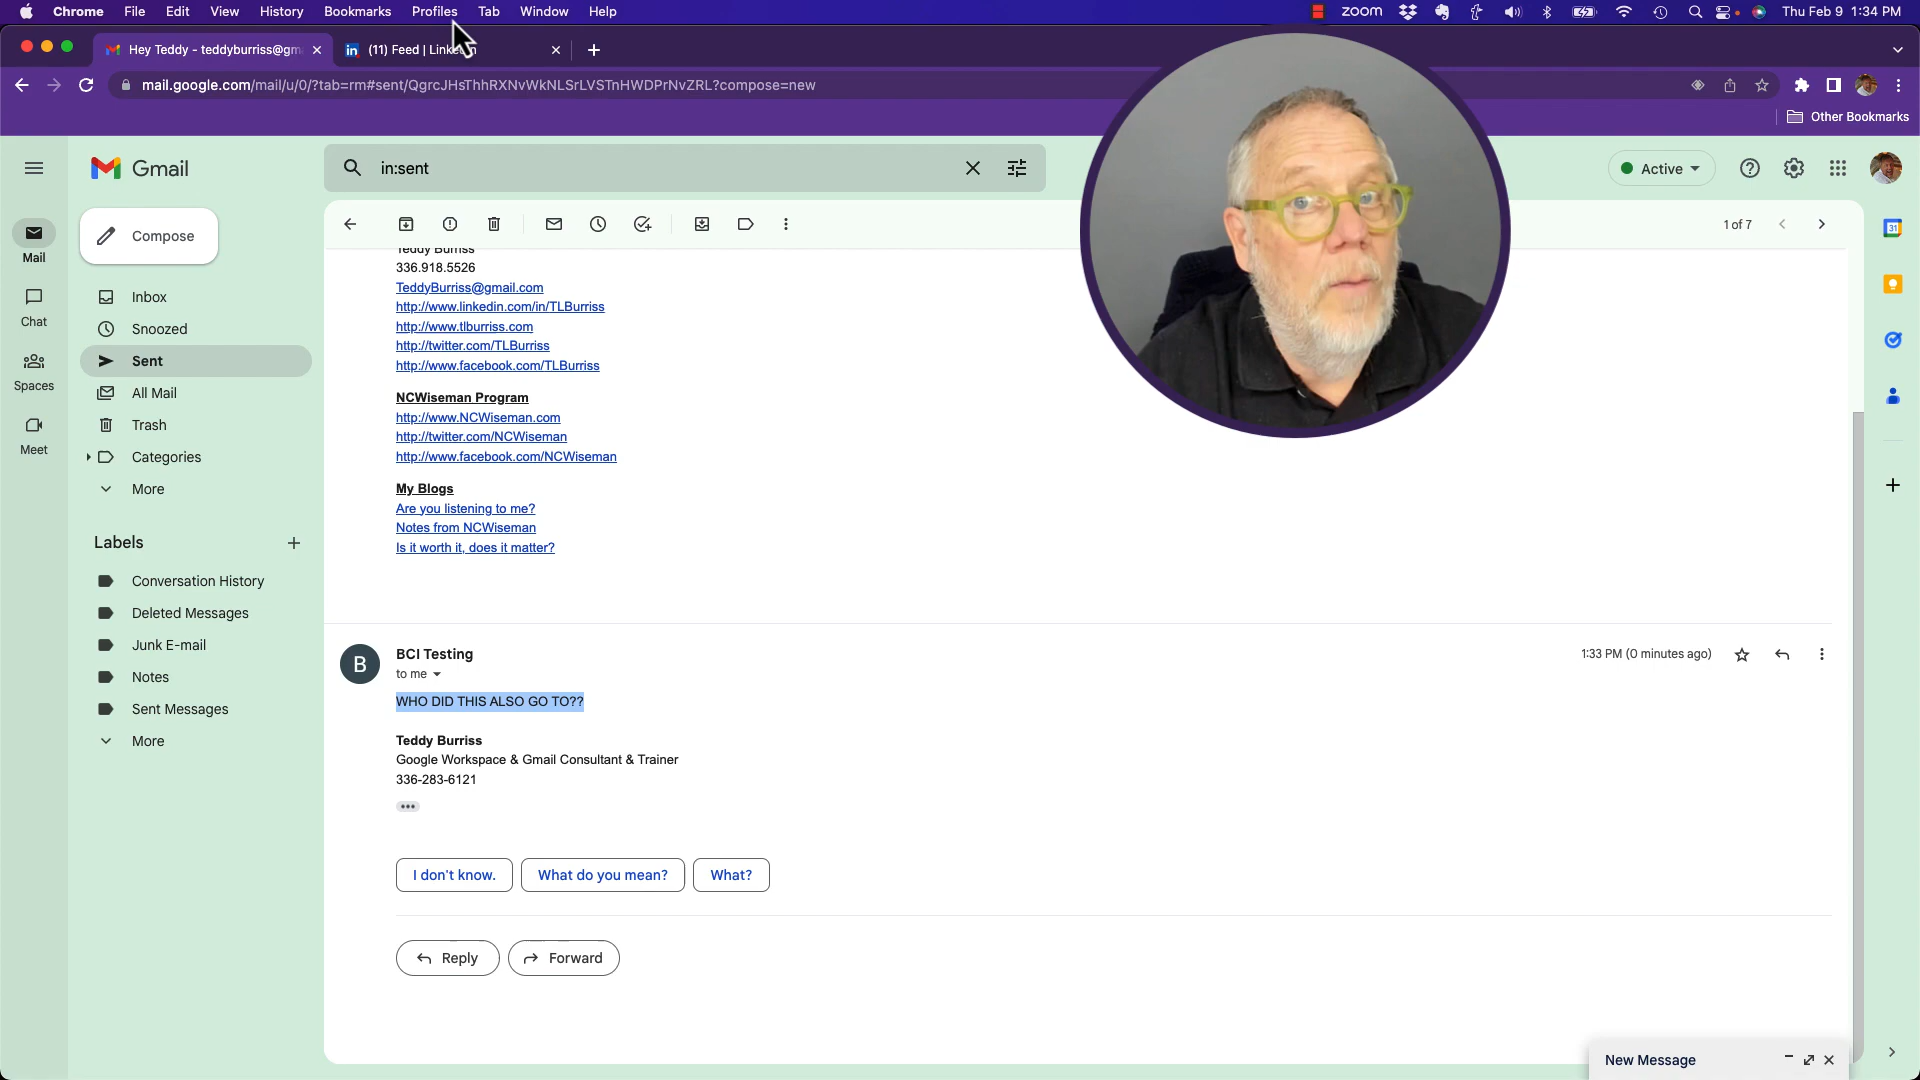 Chrome File Edit View History Bookmarks Profiles Tab Window Help
zoom
Thu Feb 9 1:34 PM
Hey Teddy - teddyburriss@gm
(11) Feed |
mail.google.com/mail/u/0/?tab=rm#sent/QgrcJHsThhRXNvWkNLSrLVSTnHWDPrNvZRL?compose=new
Other Bookmarks
Gmail
in:sent
Active
Compose
1 of 7
Mail
Chat
Spaces
Meet
Inbox
Snoozed
Sent
All Mail
Trash
Categories
More
Labels
Conversation History
Deleted Messages
Junk E-mail
Notes
Sent Messages
More
Teddy Burriss
336.918.5526
TeddyBurriss@gmail.com
http://www.linkedin.com/in/TLBurriss
http://www.tlburriss.com
http://twitter.com/TLBurriss
http://www.facebook.com/TLBurriss
NCWiseman Program
http://www.NCWiseman.com
http://twitter.com/NCWiseman
http://www.facebook.com/NCWiseman
My Blogs
Are you listening to me?
Notes from NCWiseman
Is it worth it, does it matter?
B
BCI Testing
1:33 PM (0 minutes ago)
to me
WHO DID THIS ALSO GO TO??
Teddy Burriss
Google Workspace & Gmail Consultant & Trainer
336-283-6121
I don't know.
What do you mean?
What?
Reply
Forward
New Message
31